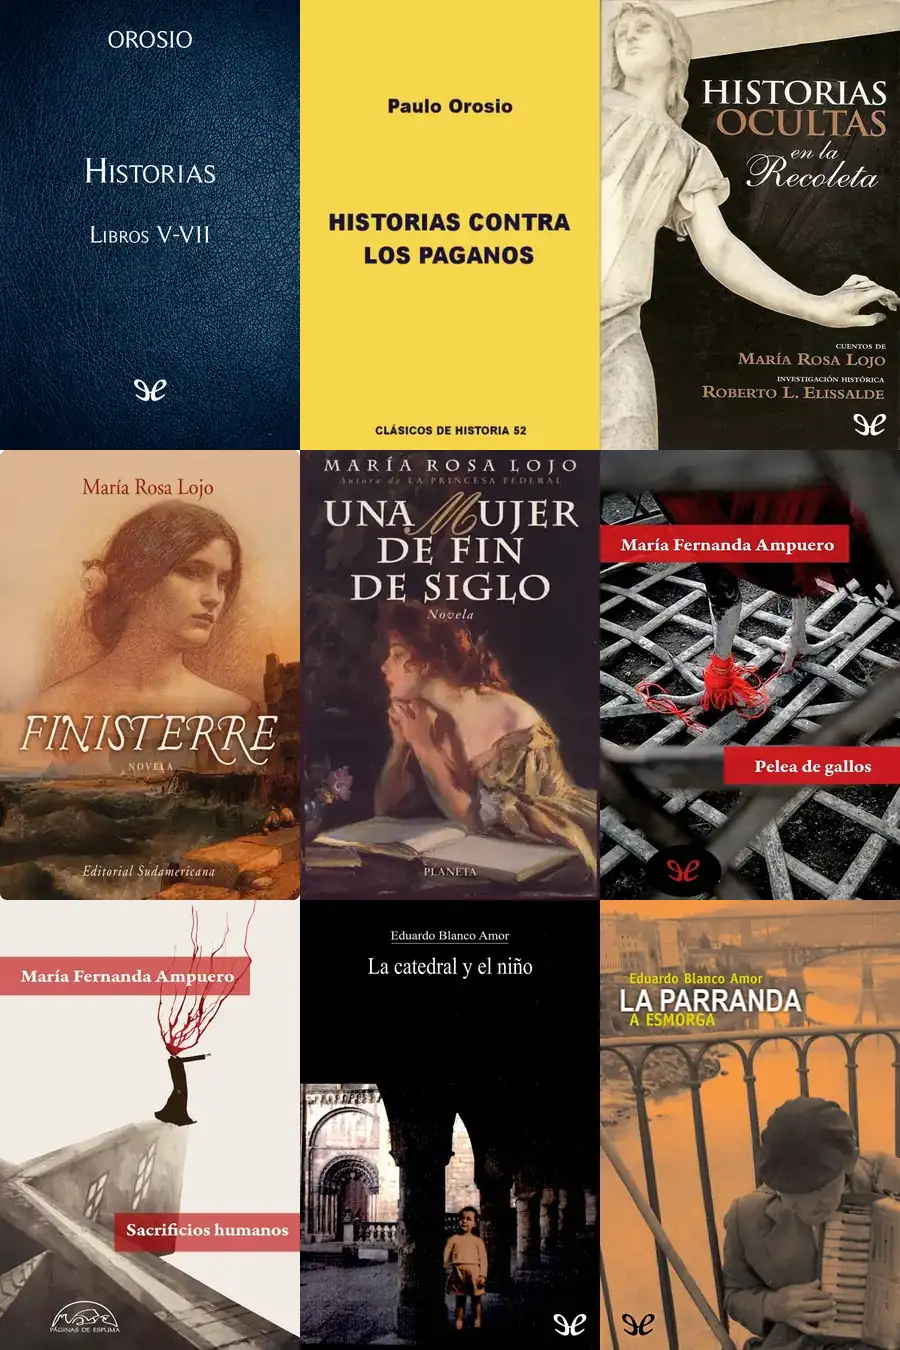 OROSIO
HISTORIAS
LIBROS V-VII
Paulo Orosio
HISTORIAS CONTRA
LOS PAGANOS
CLÁSICOS DE HISTORIA 52
HISTORIAS
OCULTAS
en la
Recoleta
CUENTOS DE
MARÍA ROSA LOJO
INVESTIGACIÓN HISTÓRICA
ROBERTO L. ELISSALDE
María Rosa Lojo
FINISTERRE
NOVELA
Editorial Sudamericana
MARÍA ROSA LOJO
Autora de LA PRINCESA FEDERAL
UNA MUJER
DE FIN
DE SIGLO
Novela
PLANETA
María Fernanda Ampuero
Pelea de gallos
María Fernanda Ampuero
Sacrificios humanos
PÁGINAS DE ESPUMA
Eduardo Blanco Amor
La catedral y el niño
Eduardo Blanco Amor
LA PARRANDA
A ESMORGA